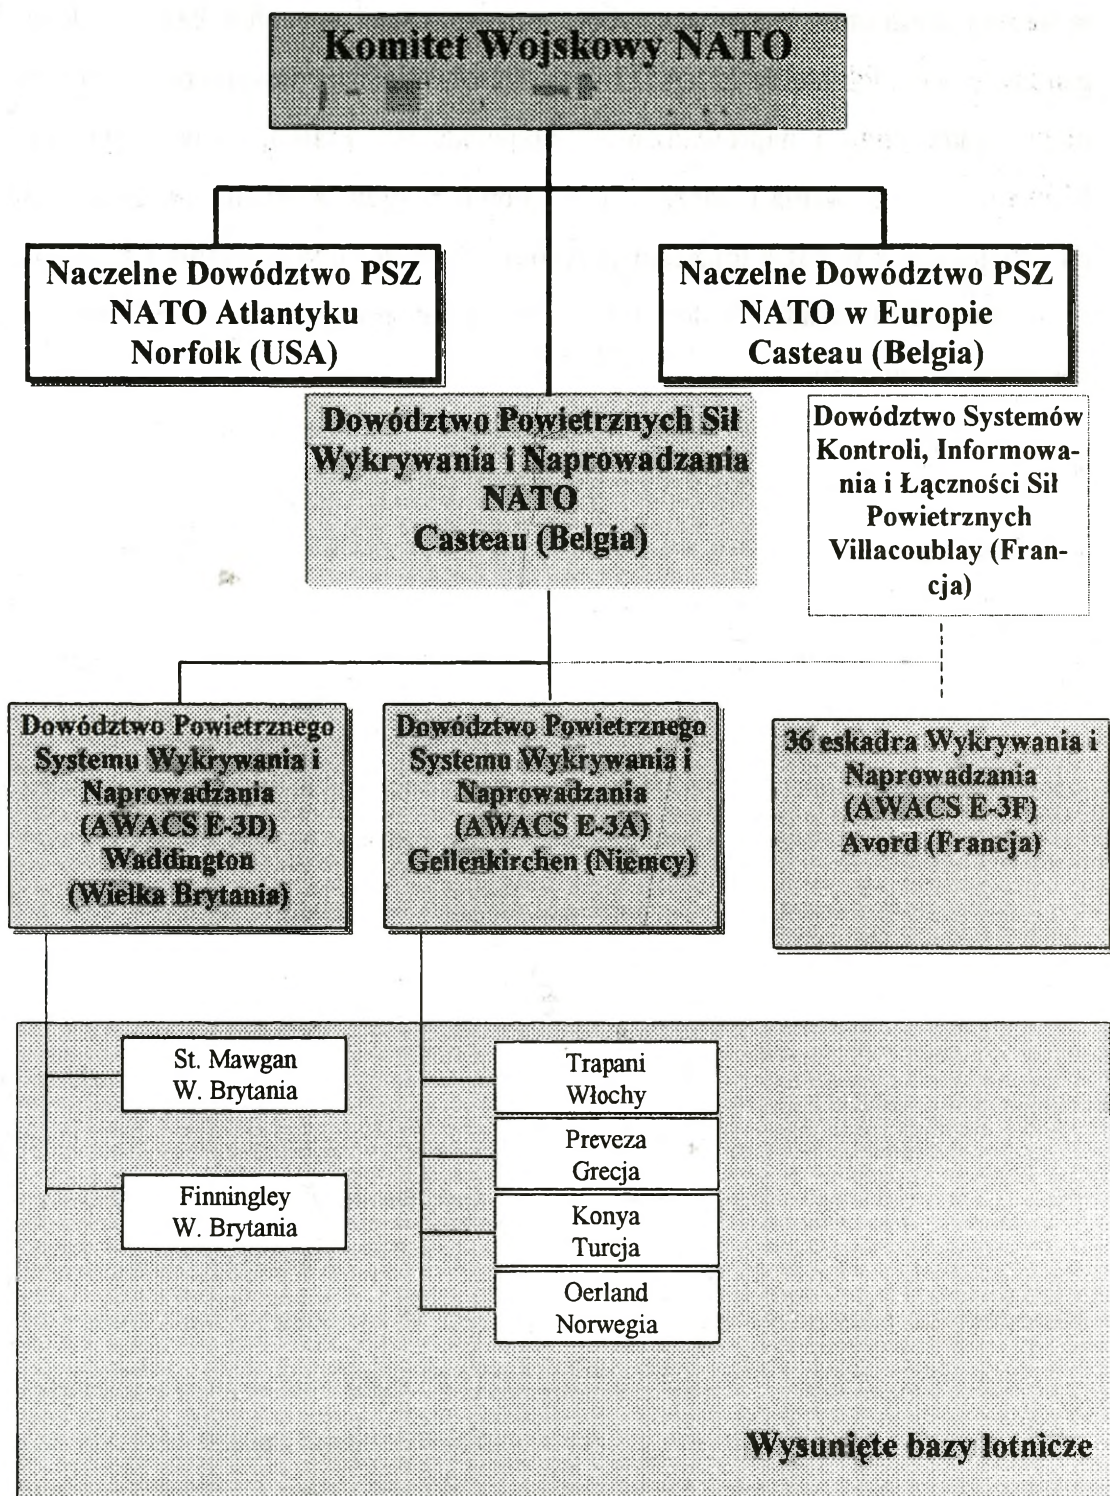 Komitet Wojskowy NATO
Naczelne Dowództwo PSZ
NATO Atlantyku
Norfolk (USA)
Naczelne Dowództwo PSZ
NATO w Europie
Casteau (Belgia)
Dowództwo Powietrznych Sił
Wykrywania i Naprowadzania
NATO
Casteau (Belgia)
Dowództwo Systemów
Kontroli, Informowa-
nia i Łączności Sił
Powietrznych
Villacoublay (Fran-
cja)
Dowództwo Powietrznego
Systemu Wykrywania i
Naprowadzania
(AWACS E-3D)
Waddington
(Wielka Brytania)
Dowództwo Powietrznego
Systemu Wykrywania i
Naprowadzania
(AWACS E-3A)
Geilenkirchen (Niemcy)
36 eskadra Wykrywania i
Naprowadzania
(AWACS E-3F)
Avord (Francja)
St. Mawgan
W. Brytania
Finningley
W. Brytania
Trapani
Włochy
Preveza
Grecja
Konya
Turcja
Oerland
Norwegia
Wysunięte bazy lotnicze